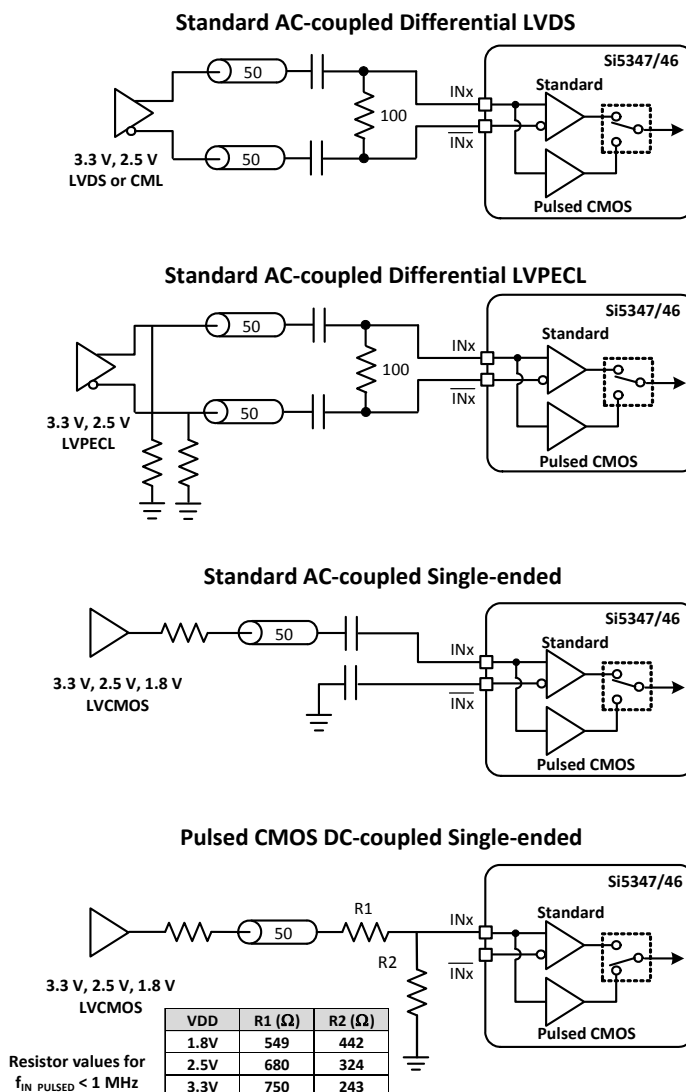 Standard AC-coupled Differential LVDS
Si5347/46
50
Standard
INx
100
INx
50
3.3 V, 2.5 V
LVDS or CML
Pulsed CMOS
Standard AC-coupled Differential LVPECL
Si5347/46
50
Standard
INx
100
INx
50
3.3 V, 2.5 V
LVPECL
Pulsed CMOS
Standard AC-coupled Single-ended
Si5347/46
50
Standard
INx
3.3 V, 2.5 V, 1.8 V
LVCMOS
INx
Pulsed CMOS
Pulsed CMOS DC-coupled Single-ended
Si5347/46
R1
Standard
INx
50
R2
INx
3.3 V, 2.5 V, 1.8 V
LVCMOS
Pulsed CMOS
VDD R1 (Ω) R2 (Ω)
1.8V 549 442
2.5V 680 324
3.3V 750 243
Resistor values for
fIN_PULSED < 1 MHz